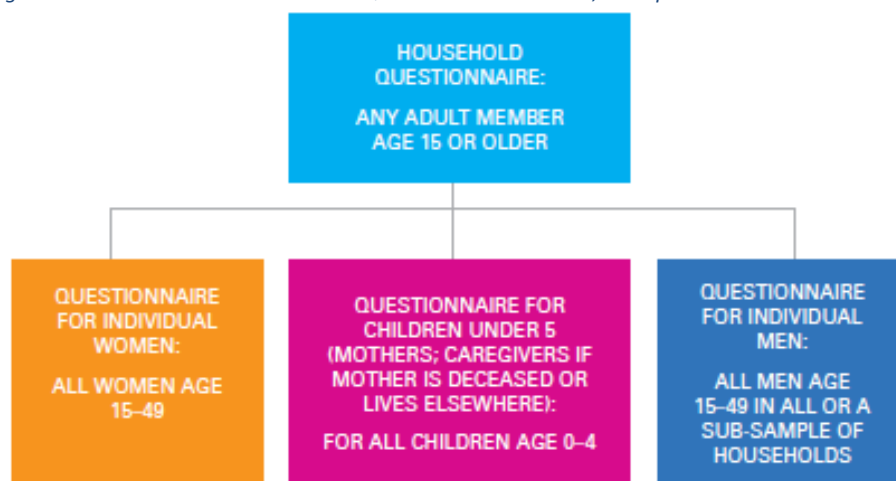 HOUSEHOLD
QUESTIONNAIRE:
ANY ADULT MEMBER
AGE 15 OR OLDER
QUESTIONNAIRE
FOR INDIVIDUAL
WOMEN:
ALL WOMEN AGE
15–49
QUESTIONNAIRE FOR
CHILDREN UNDER 5
(MOTHERS; CAREGIVERS IF
MOTHER IS DECEASED OR
LIVES ELSEWHERE):
FOR ALL CHILDREN AGE 0–4
QUESTIONNAIRE
FOR INDIVIDUAL
MEN:
ALL MEN AGE
15–49 IN ALL OR A
SUB-SAMPLE OF
HOUSEHOLDS